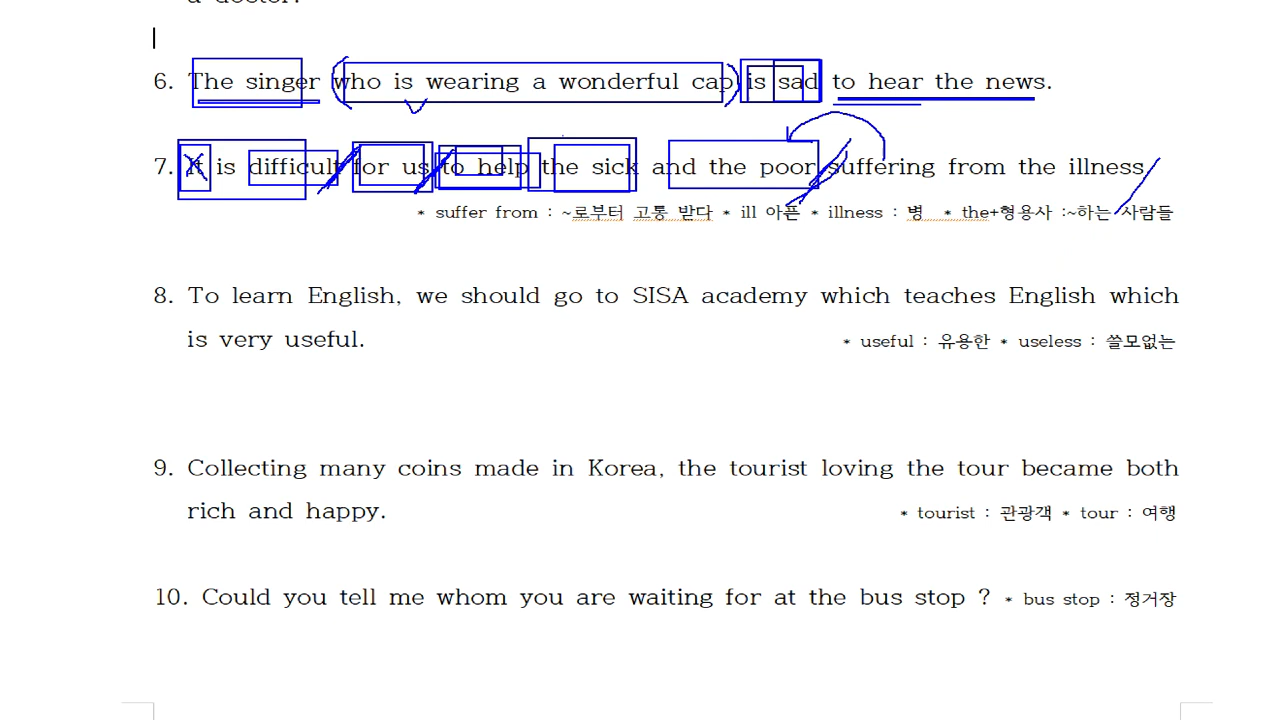 a doctor.
6. The singer who is wearing a wonderful cap is sad to hear the news.
7. It is difficult for us to help the sick and the poor suffering from the illness
* suffer from : ~로부터 고통 받다 * ill 아픈 * illness : 병 * the+형용사 :~하는 사람들
8. To learn English, we should go to SISA academy which teaches English which
is very useful. * useful : 유용한 * useless : 쓸모없는
9. Collecting many coins made in Korea, the tourist loving the tour became both
rich and happy. * tourist : 관광객 * tour : 여행
10. Could you tell me whom you are waiting for at the bus stop ? * bus stop : 정거장